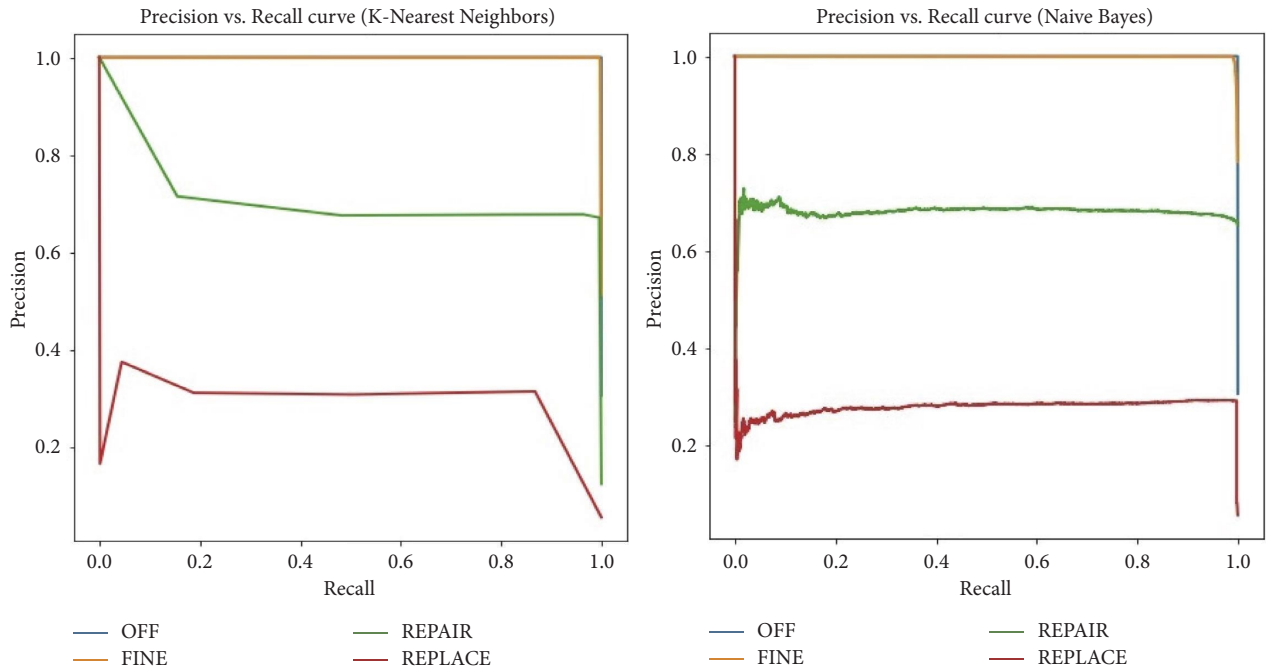 Precision vs. Recall curve (K-Nearest Neighbors)
1.0
0.8
0.6
0.4
0.2
Precision
0.0 0.2 0.4 0.6 0.8 1.0
Recall
OFF REPAIR
FINE REPLACE
Precision vs. Recall curve (Naive Bayes)
1.0
0.8
0.6
0.4
0.2
Precision
0.0 0.2 0.4 0.6 0.8 1.0
Recall
OFF REPAIR
FINE REPLACE